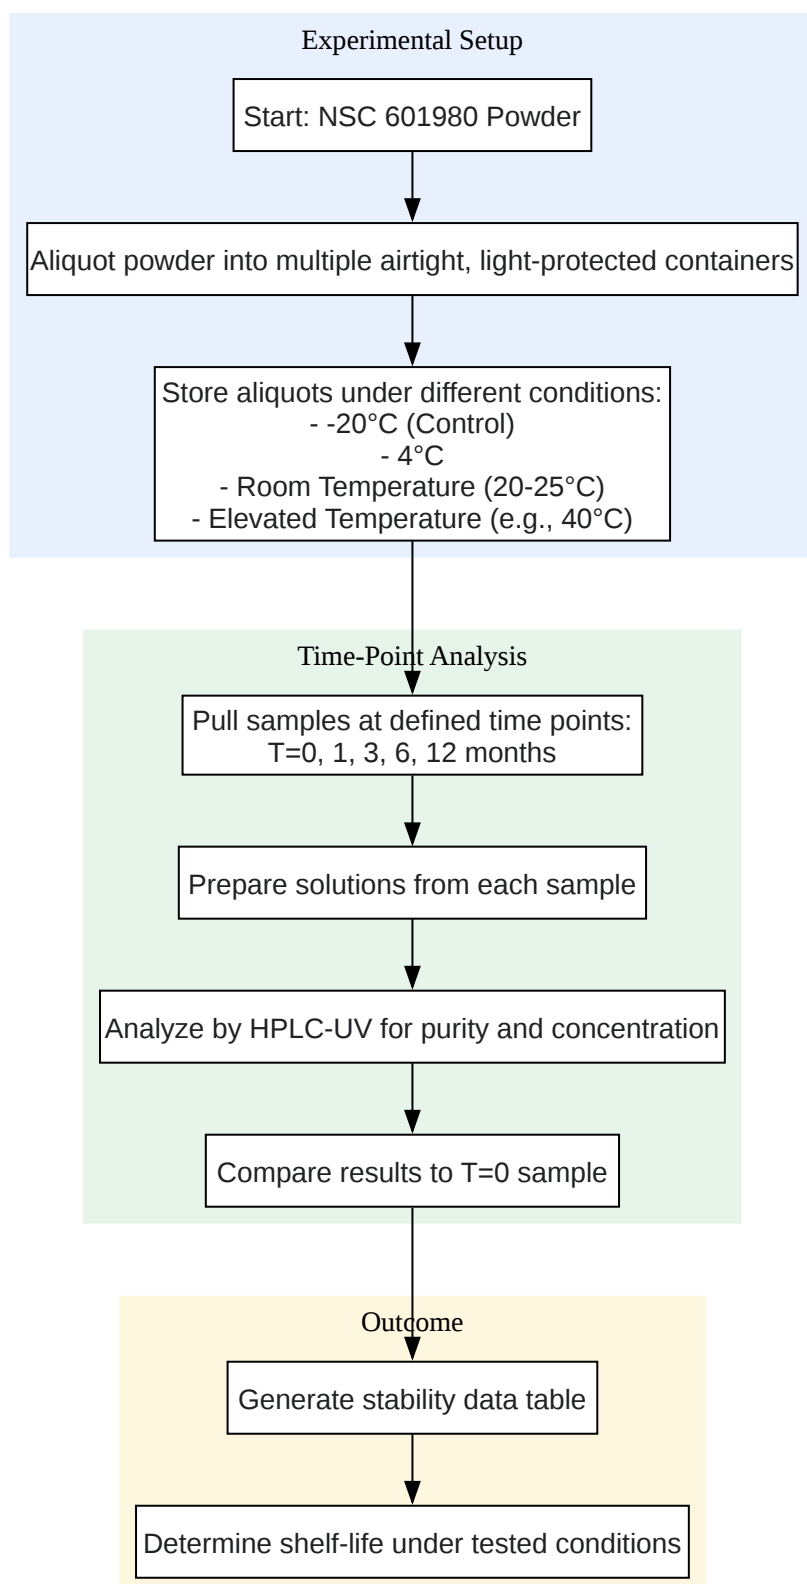 Experimental Setup
Start: NSC 601980 Powder
Aliquot powder into multiple airtight, light-protected containers
Store aliquots under different conditions:
- -20°C (Control)
- 4°C
- Room Temperature (20-25°C)
- Elevated Temperature (e.g., 40°C)
Time-Point Analysis
Pull samples at defined time points:
T=0, 1, 3, 6, 12 months
Prepare solutions from each sample
Analyze by HPLC-UV for purity and concentration
Compare results to T=0 sample
Outcome
Generate stability data table
Determine shelf-life under tested conditions